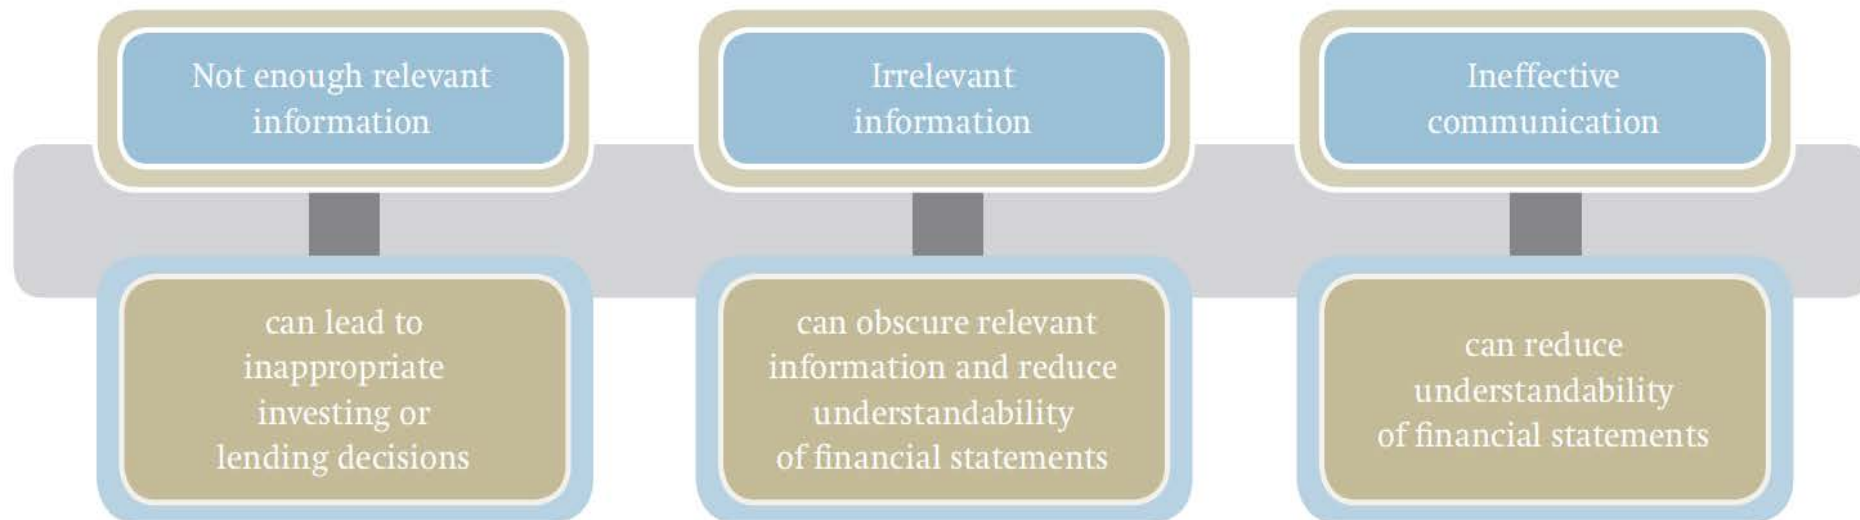 Not enough relevant
information
can lead to
inappropriate
investing or
lending decisions
Irrelevant
information
can obscure relevant
information and reduce
understandability
of financial statements
Ineffective
communication
can reduce
understandability
of financial statements